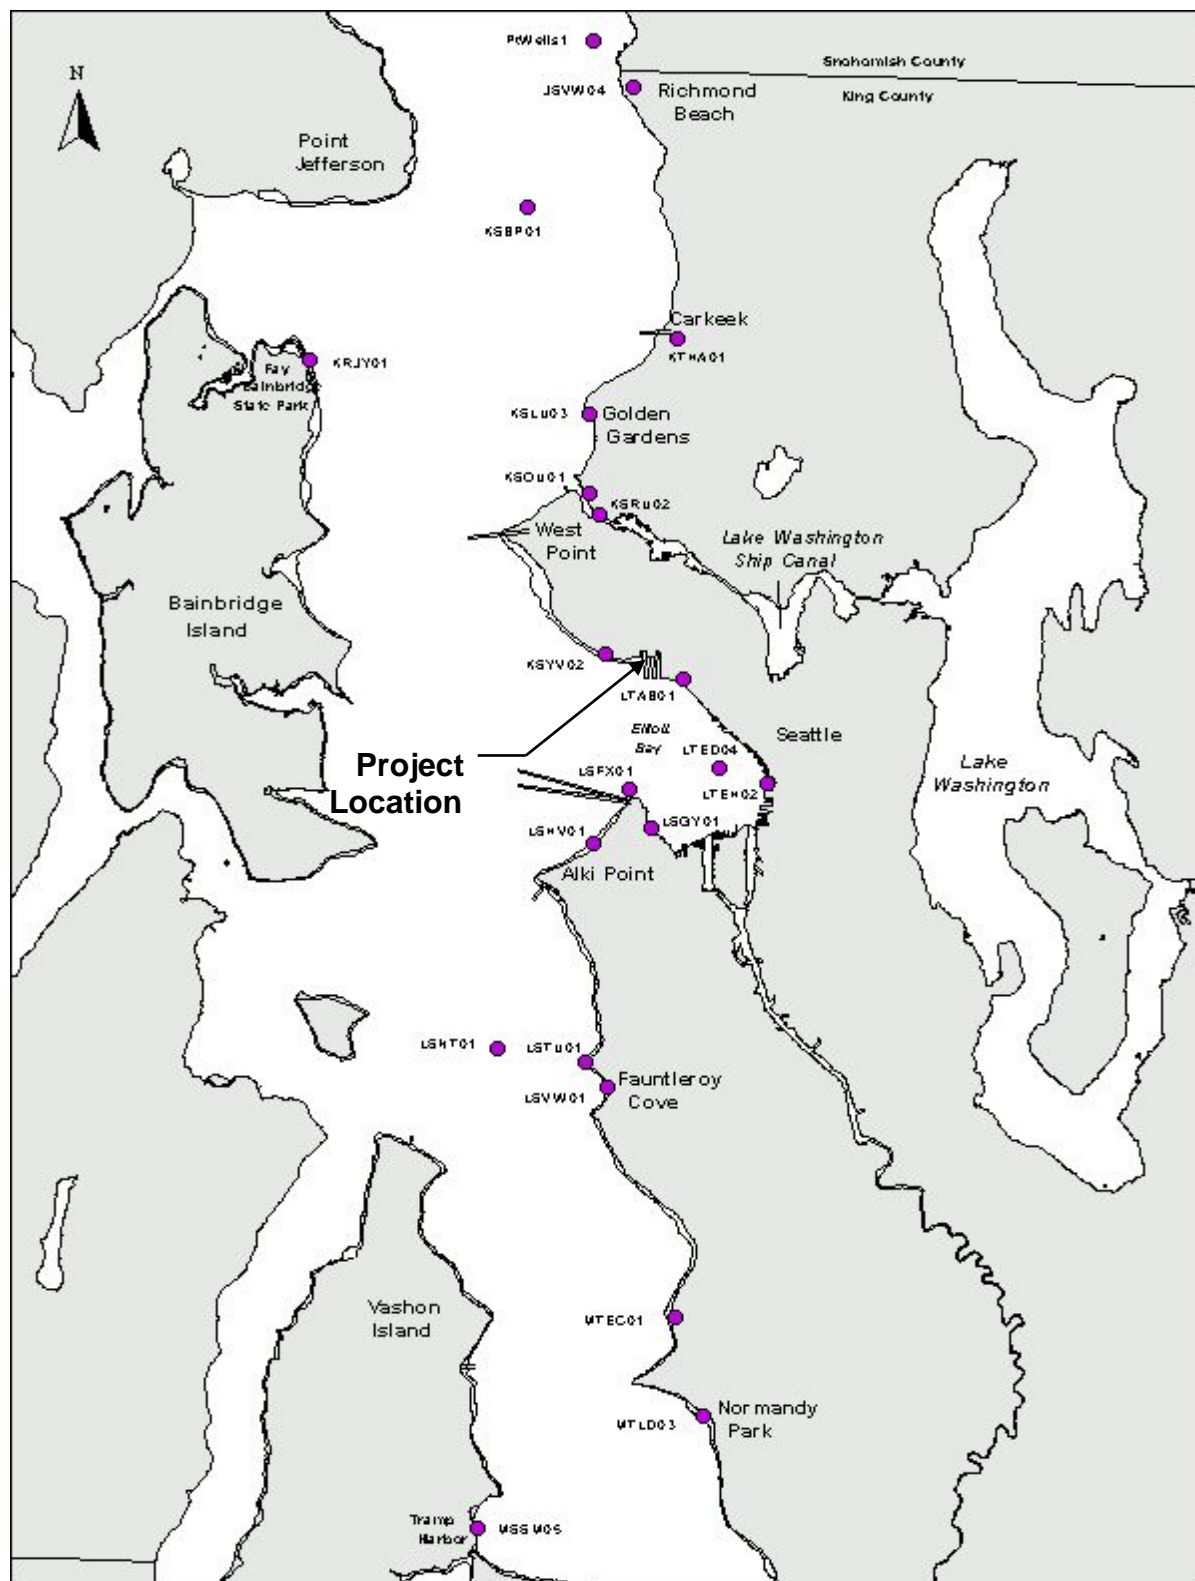 PtWells1
Snohomish County
N
JSVW04
Richmond
Beach
King County
Point
Jefferson
KSBP01
Carkeek
KTHA01
KRJY01
Fay
Bainbridge
State Park
KSLU03
Golden
Gardens
KSOU01
KSRU02
West
Point
Lake Washington
Ship Canal
Bainbridge
Island
KSYV02
LTAB01
Elliott
Bay
Seattle
LTED04
Project
Location
LSFX01
LTEH02
Lake
Washington
LSGY01
LSHV01
Alki Point
LSNT01
LSTU01
Fauntleroy
Cove
LSVW01
Vashon
Island
MTEC01
Normandy
Park
MTLD03
Tramp
Harbor
MSSM05